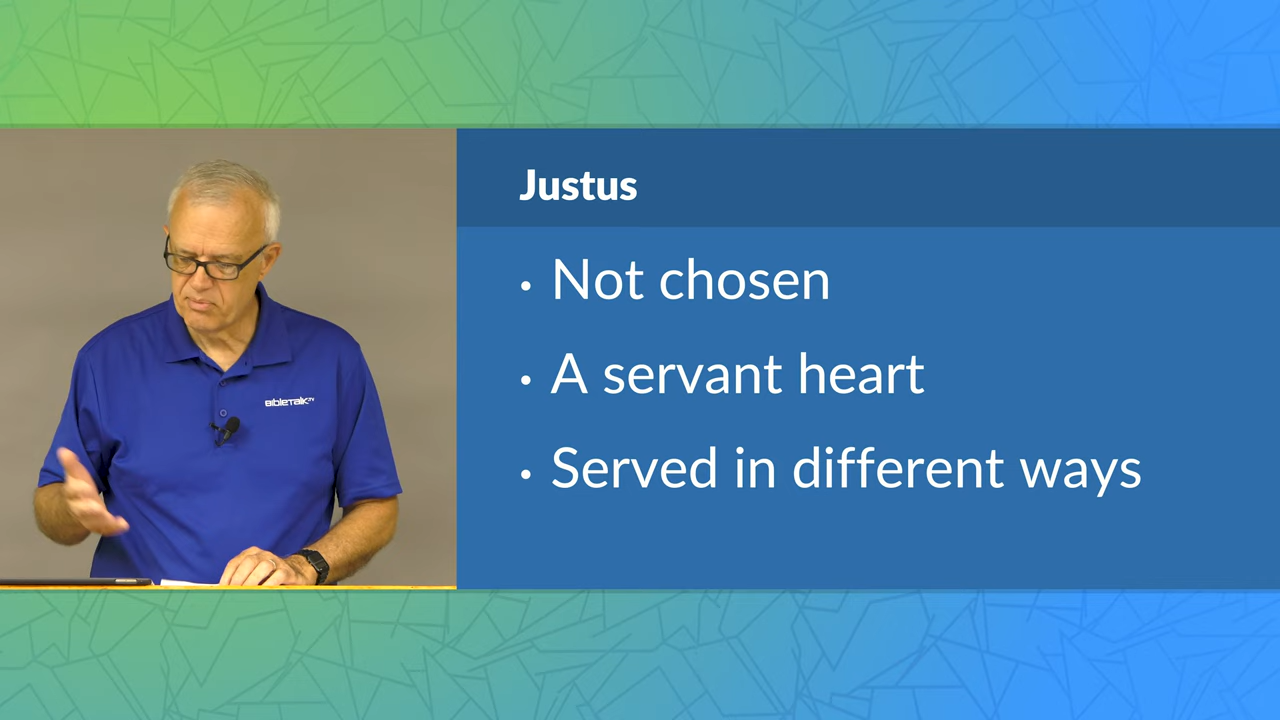 Justus
• Not chosen
• A servant heart
• Served in different ways
BibleTalk.TV